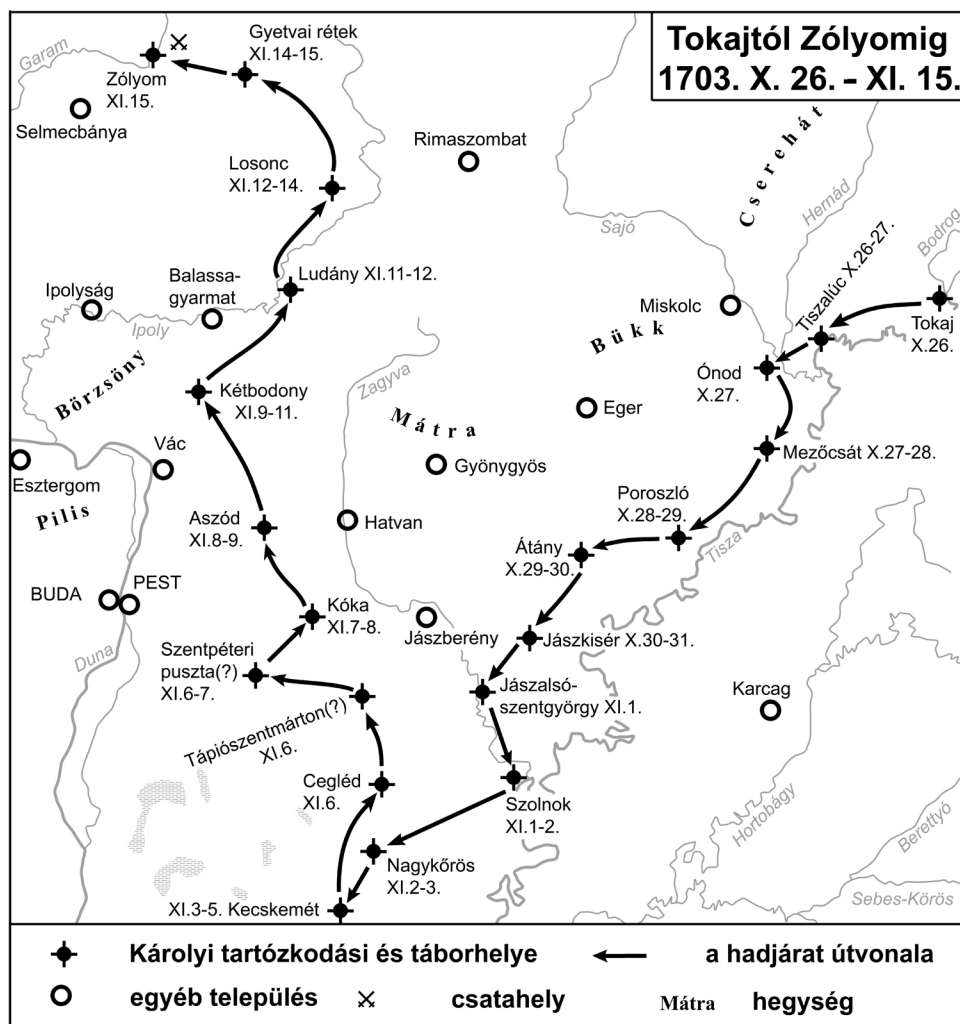 Tokajtól Zólyomig
1703. X. 26. – XI. 15.
Garam
Gyetvai rétek
XI.14-15.
Zólyom
XI.15.
Selmecbánya
Rimaszombat
Cserehát
Hernád
Bodrog
Losonc
XI.12-14.
Sajó
Tiszalúc X.26-27.
Ludány XI.11-12.
Ipolyság
Balassa-
gyarmat
Ipoly
Miskolc
Tokaj
X.26.
Bükk
Ónod
X.27.
Börzsöny
Zagyva
Kétbodony
XI.9-11.
Mátra
Eger
Vác
Gyönygyös
Mezőcsát X.27-28.
Esztergom
Pilis
Aszód
XI.8-9.
Hatvan
Poroszló
X.28-29.
Tisza
Átány
X.29-30.
BUDA
PEST
Kóka
XI.7-8.
Jászberény
Jászkisér X.30-31.
Duna
Szentpéteri
puszta(?)
XI.6-7.
Jászalsó-
szentgyörgy XI.1.
Karcag
Tápiószentmárton(?)
XI.6.
Cegléd
XI.6.
Szolnok
XI.1-2.
Hortobágy
Berettyó
Nagykőrös
XI.2-3.
Sebes-Körös
XI.3-5. Kecskemét
Károlyi tartózkodási és táborhelye
a hadjárat útvonala
egyéb település
csatahely
Mátra
hegység